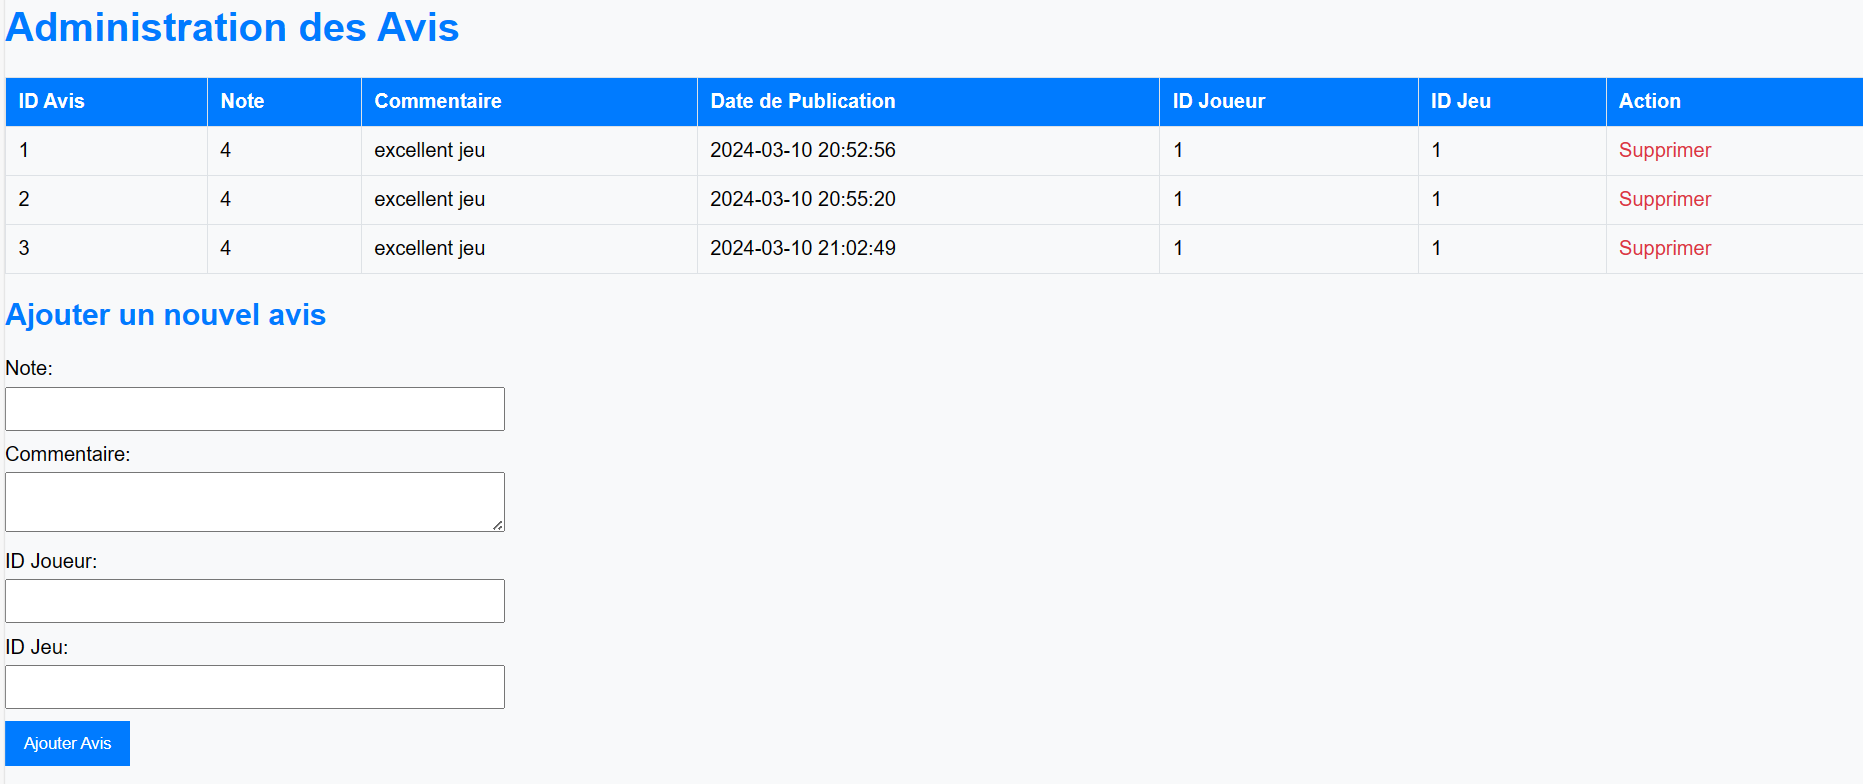 Administration des Avis
ID Avis Note Commentaire Date de Publication ID Joueur ID Jeu Action
1 4 excellent jeu 2024-03-10 20:52:56 1 1 Supprimer
2 4 excellent jeu 2024-03-10 20:55:20 1 1 Supprimer
3 4 excellent jeu 2024-03-10 21:02:49 1 1 Supprimer
Ajouter un nouvel avis
Note:
Commentaire:
ID Joueur:
ID Jeu:
Ajouter Avis